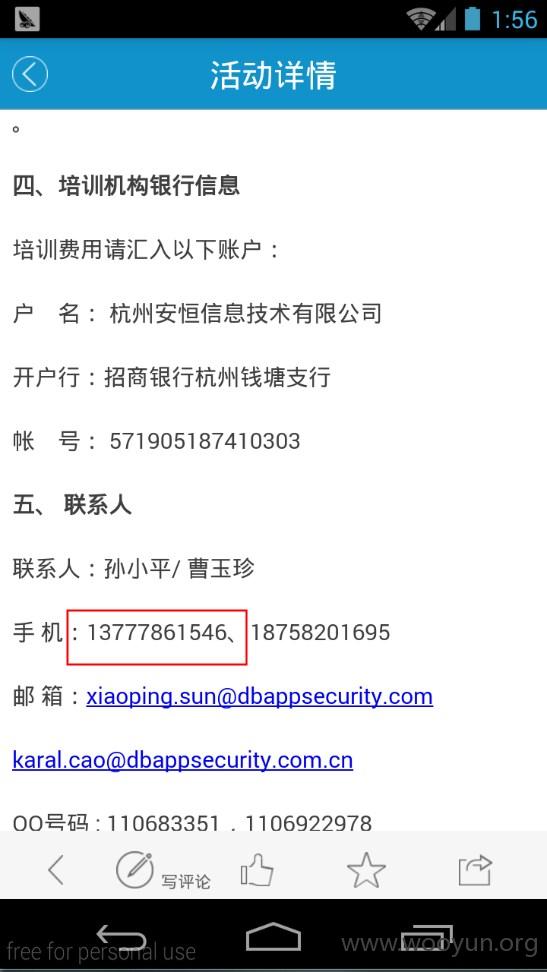 1:56
活动详情
。
四、培训机构银行信息
培训费用请汇入以下账户：
户 名： 杭州安恒信息技术有限公司
开户行：招商银行杭州钱塘支行
帐 号： 571905187410303
五、 联系人
联系人：孙小平/ 曹玉珍
手 机：13777861546、18758201695
邮 箱：xiaoping.sun@dbappsecurity.com
karal.cao@dbappsecurity.com.cn
QQ号码 : 110683351，1106922978
写评论
free for personal use
www.wooyun.org